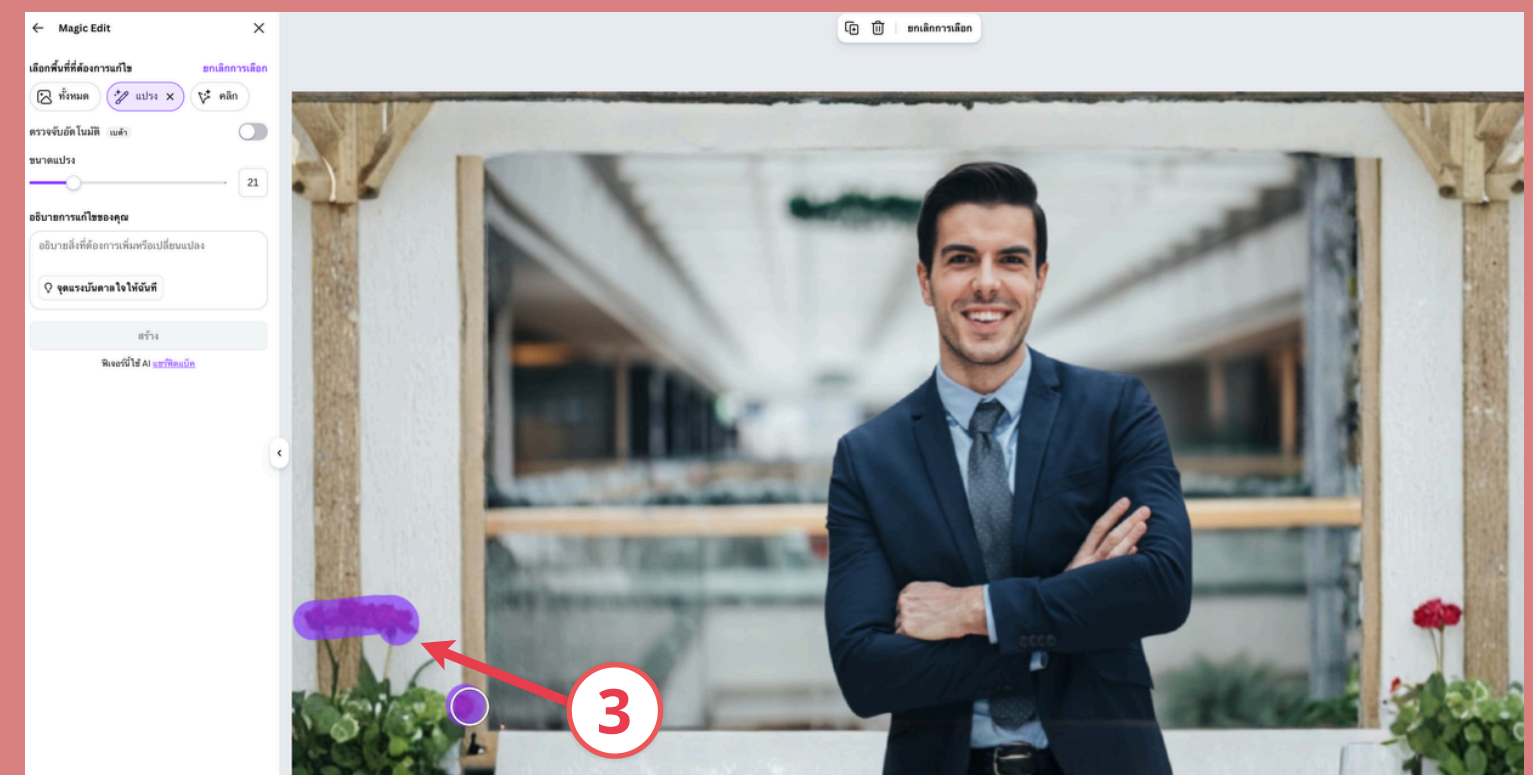 Magic Edit
ยกเลิกการเลือก
เลือกพื้นที่ที่ต้องการแก้ไข ยกเลิกการเลือก
ทั้งหมด แปรง คลิก
ตรวจจับอัตโนมัติ เบต้า
ขนาดแปรง
21
อธิบายการแก้ไขของคุณ
อธิบายสิ่งที่ต้องการเพิ่มหรือเปลี่ยนแปลง
จุดแรงบันดาลใจให้ฉันที
สร้าง
ฟีเจอร์นี้ใช้ AI แชร์ฟีดแบ็ค
3